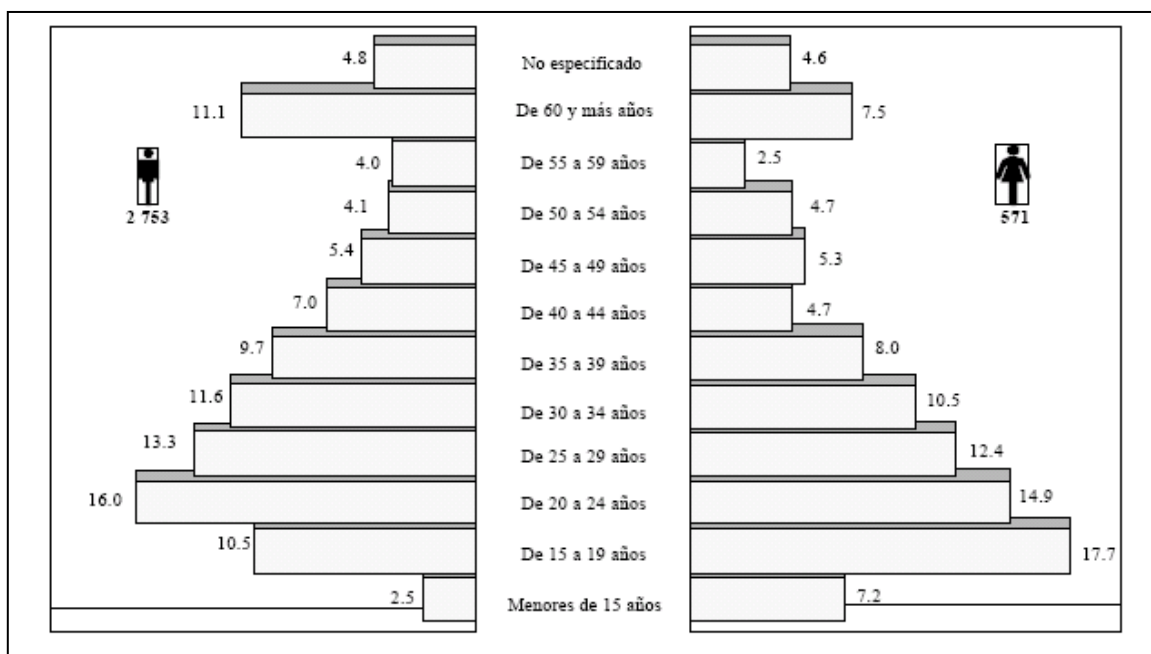 4.8 No especificado 4.6
11.1 De 60 y más años 7.5
4.0 De 55 a 59 años 2.5
2 753 571
4.1 De 50 a 54 años 4.7
5.4 De 45 a 49 años 5.3
7.0 De 40 a 44 años 4.7
9.7 De 35 a 39 años 8.0
11.6 De 30 a 34 años 10.5
13.3 De 25 a 29 años 12.4
16.0 De 20 a 24 años 14.9
10.5 De 15 a 19 años 17.7
2.5 Menores de 15 años 7.2